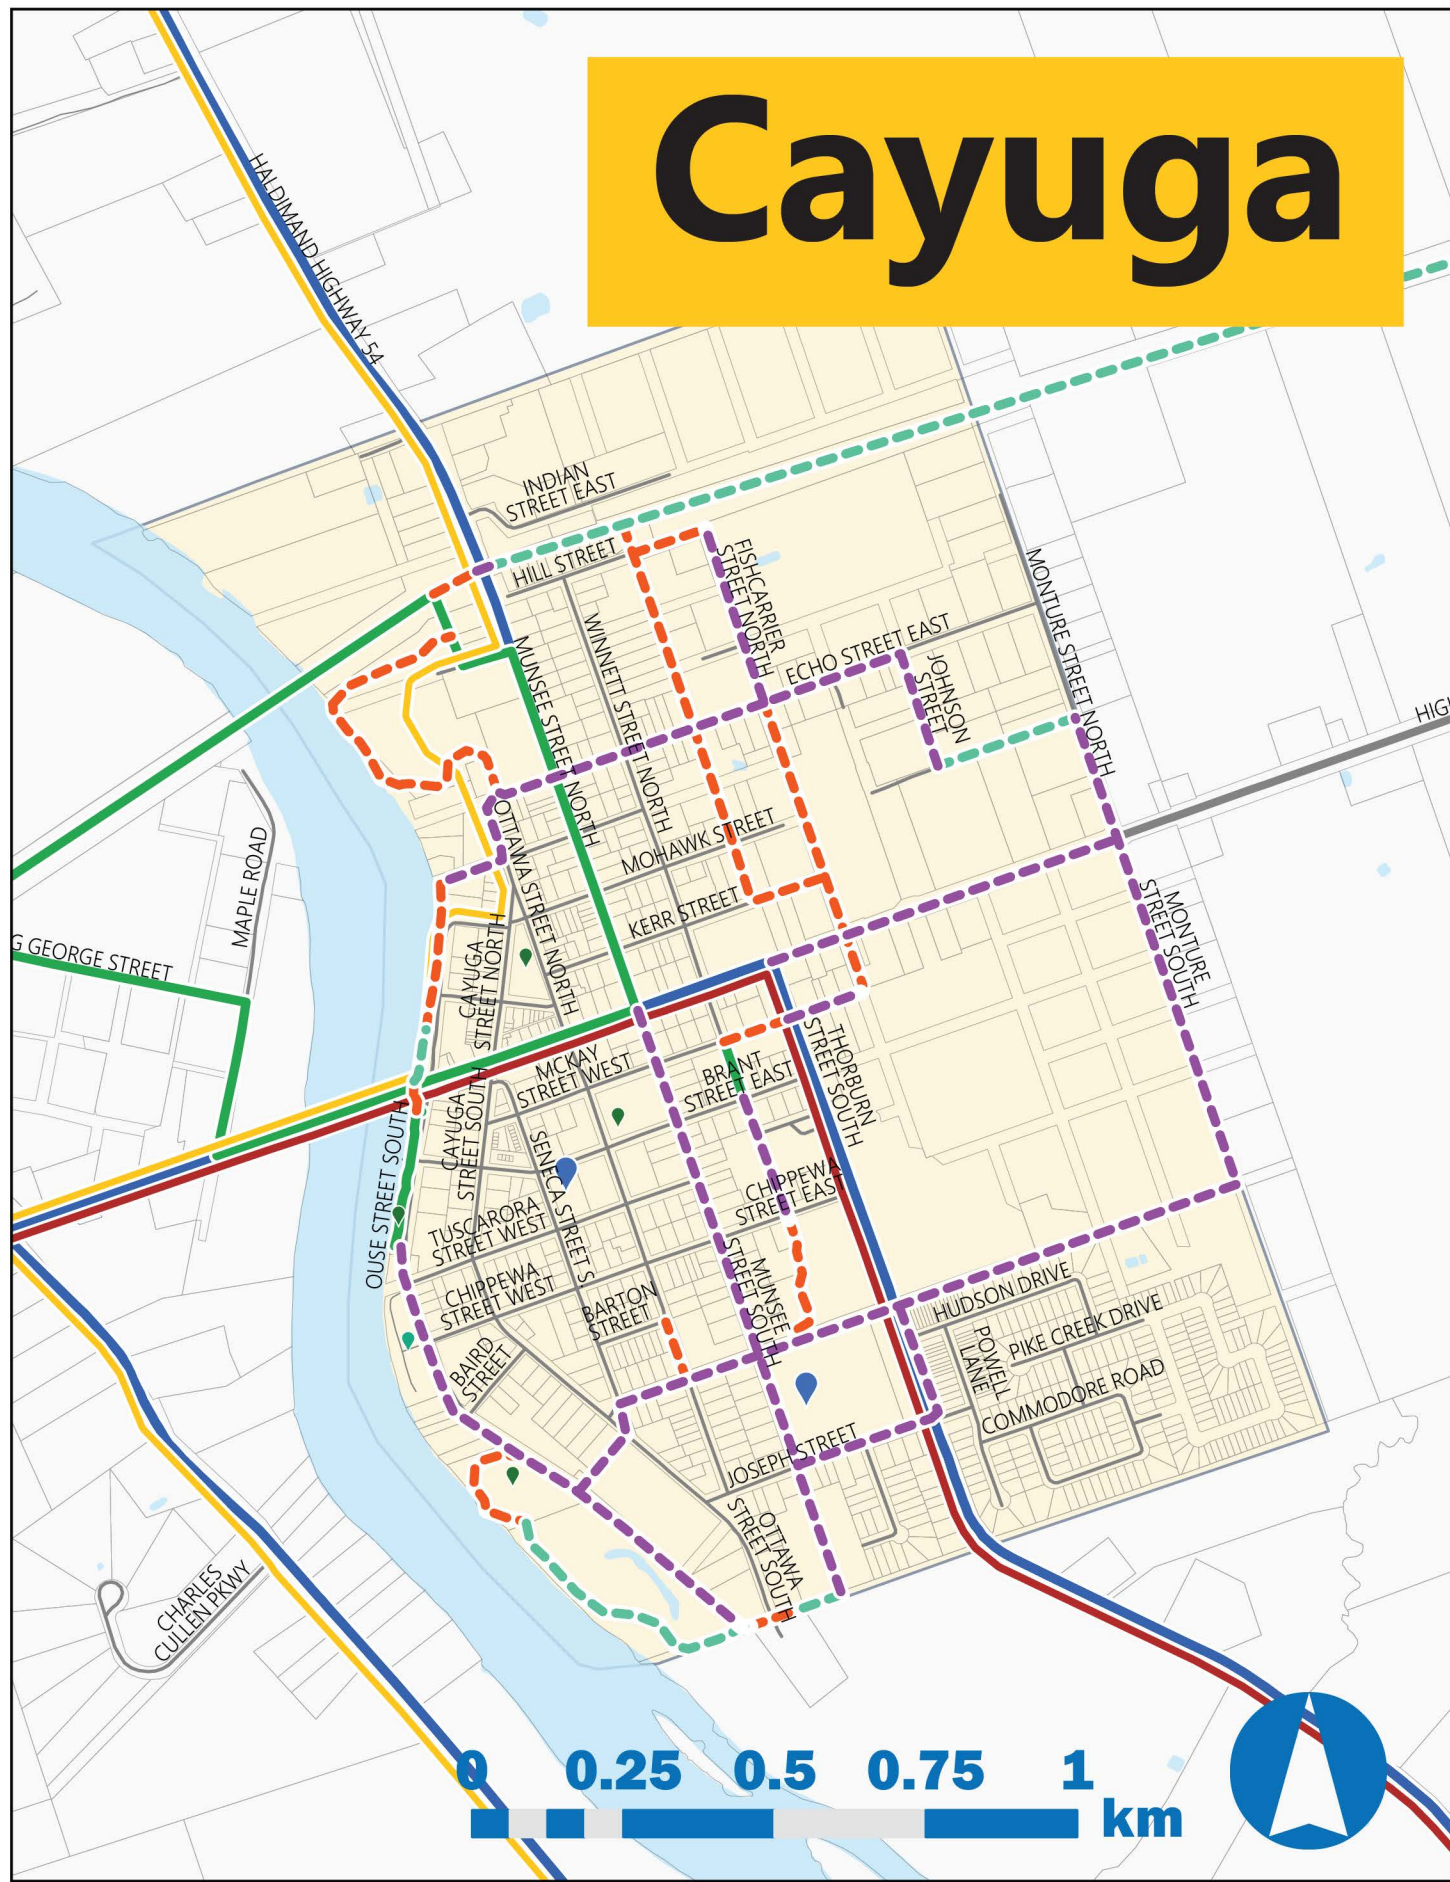 Cayuga
HALDIMAND HIGHWAY 54
INDIAN
STREET EAST
HILL STREET
FISHCARRIER
STREET NORTH
WINNETT STREET NORTH
MUNSEE STREET NORTH
ECHO STREET EAST
JOHNSON
STREET
MONTURE STREET NORTH
HIGH
MAPLE ROAD
G GEORGE STREET
OTTAWA STREET NORTH
MOHAWK STREET
KERR STREET
CAYUGA
STREET NORTH
MONTURE
STREET SOUTH
MCKAY
STREET WEST
BRANT
STREET EAST
THORBURN
STREET SOUTH
OUSE STREET SOUTH
CAYUGA
STREET SOUTH
SENECA STREET S
CHIPPEWA
STREET EAST
TUSCARORA
STREET WEST
CHIPPEWA
STREET WEST
BARTON
STREET
MUNSEE
STREET SOUTH
BAIRD
STREET
HUDSON DRIVE
PIKE CREEK DRIVE
POWELL
LANE
COMMODORE ROAD
JOSEPH STREET
OTTAWA
STREET SOUTH
CHARLES
CULLEN PKWY
0 0.25 0.5 0.75 1
km